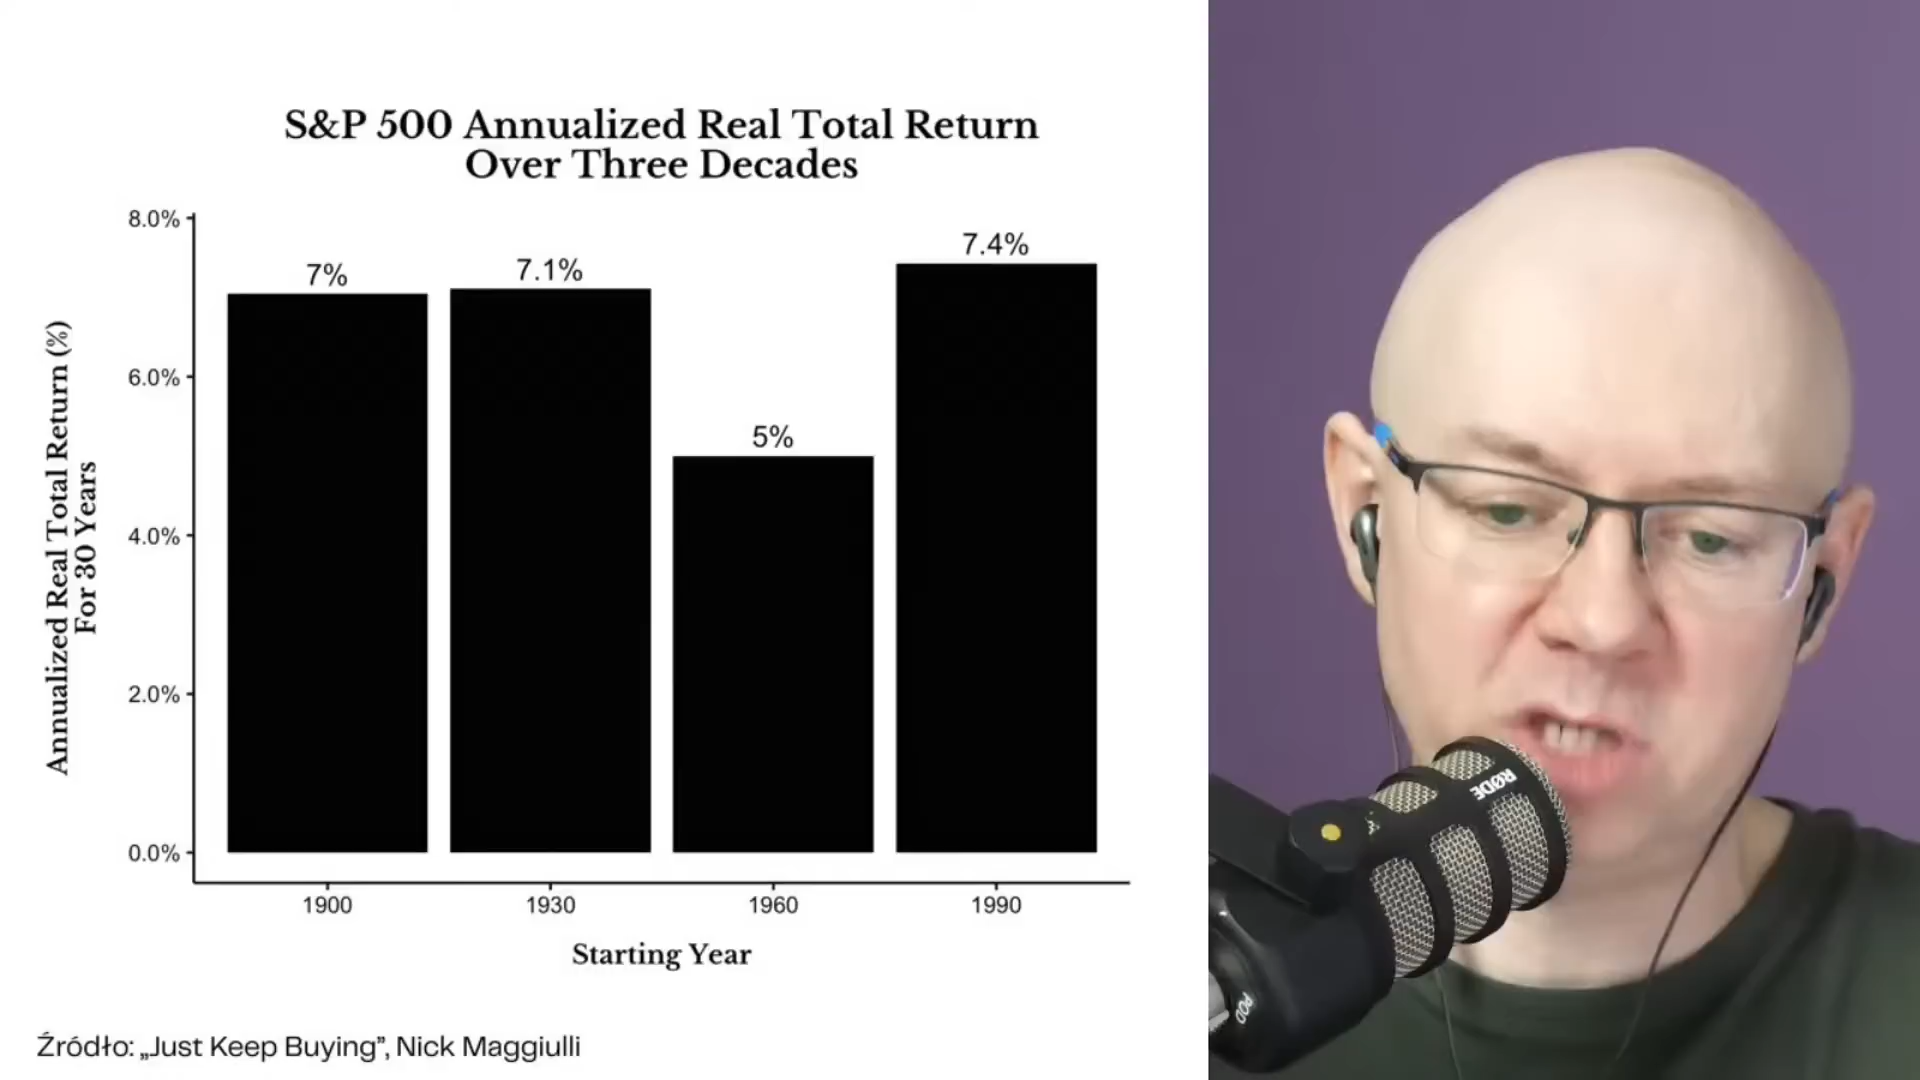 S&P 500 Annualized Real Total Return
Over Three Decades
Annualized Real Total Return (%)
For 30 Years
8.0%
6.0%
4.0%
2.0%
0.0%
7%
7.1%
5%
7.4%
1900
1930
1960
1990
Starting Year
Źródło: „Just Keep Buying”, Nick Maggiulli
RØDE
POD